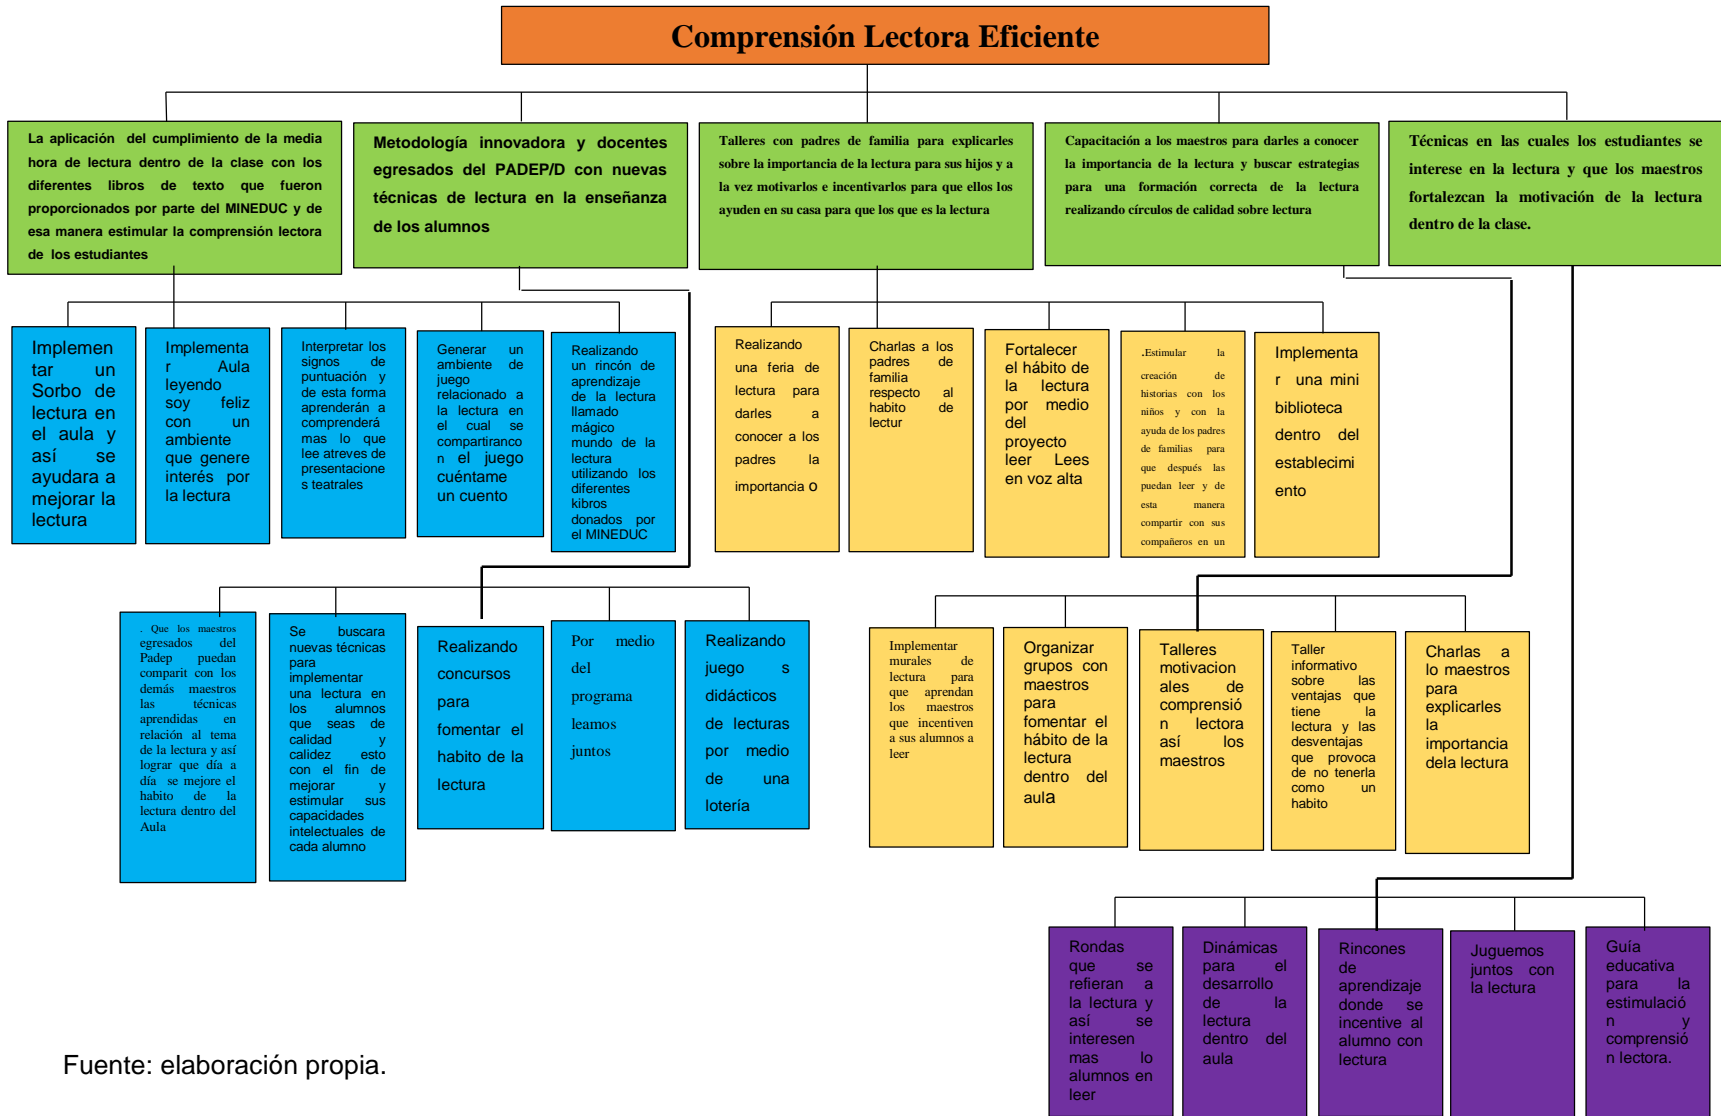 Comprensión Lectora Eficiente
La aplicación del cumplimiento de la media
hora de lectura dentro de la clase con los
diferentes libros de texto que fueron
proporcionados por parte del MINEDUC y de
esa manera estimular la comprensión lectora
de los estudiantes
Metodología innovadora y docentes
egresados del PADEP/D con nuevas
técnicas de lectura en la enseñanza
de los alumnos
Talleres con padres de familia para explicarles
sobre la importancia de la lectura para sus hijos y a
la vez motivarlos e incentivarlos para que ellos los
ayuden en su casa para que los que es la lectura
Capacitación a los maestros para darles a conocer
la importancia de la lectura y buscar estrategias
para una formación correcta de la lectura
realizando círculos de calidad sobre lectura
Técnicas en las cuales los estudiantes se
interese en la lectura y que los maestros
fortalezcan la motivación de la lectura
dentro de la clase.
Implemen
tar un
Sorbo de
lectura en
el aula y
así se
ayudara a
mejorar la
lectura
Implementa
r Aula
leyendo
soy feliz
con un
ambiente
que genere
interés por
la lectura
Interpretar los
signos de
puntuación y
de esta forma
aprenderán a
comprenderá
mas lo que
lee atreves de
presentacione
s teatrales
Generar un
ambiente de
juego
relacionado a
la lectura en
el cual se
compartiranco
n el juego
cuéntame
un cuento
Realizando
un rincón de
aprendizaje
de la lectura
llamado
mágico
mundo de la
lectura
utilizando los
diferentes
kibros
donados por
el MINEDUC
Realizando
una feria de
lectura para
darles a
conocer a los
padres la
importancia o
Charlas a los
padres de
familia
respecto al
habito de
lectur
Fortalecer
el hábito de
la lectura
por medio
del
proyecto
leer Lees
en voz alta
.Estimular la
creación de
historias con los
niños y con la
ayuda de los padres
de familias para
que después las
puedan leer y de
esta manera
compartir con sus
compañeros en un
Implementa
r una mini
biblioteca
dentro del
establecimi
ento
. Que los maestros
egresados del
Padep puedan
comparit con los
demás maestros
las técnicas
aprendidas en
relación al tema
de la lectura y así
lograr que día a
día se mejore el
habito de la
lectura dentro del
Aula
Se buscara
nuevas técnicas
para
implementar
una lectura en
los alumnos
que seas de
calidad y
calidez esto
con el fin de
mejorar y
estimular sus
capacidades
intelectuales de
cada alumno
Realizando
concursos
para
fomentar el
habito de la
lectura
Por medio
del
programa
leamos
juntos
Realizando
juego s
didácticos
de lecturas
por medio
de una
lotería
Implementar
murales de
lectura para
que aprendan
los maestros
que incentiven
a sus alumnos a
leer
Organizar
grupos con
maestros
para
fomentar el
hábito de la
lectura
dentro del
aula
Talleres
motivacion
ales de
comprensió
n lectora
así los
maestros
Taller
informativo
sobre las
ventajas que
tiene la
lectura y las
desventajas
que provoca
de no tenerla
como un
habito
Charlas a
lo maestros
para
explicarles
la
importancia
dela lectura
Rondas
que se
refieran a
la lectura y
así se
interesen
mas lo
alumnos en
leer
Dinámicas
para el
desarrollo
de la
lectura
dentro del
aula
Rincones
de
aprendizaje
donde se
incentive al
alumno con
lectura
Juguemos
juntos con
la lectura
Guía
educativa
para la
estimulació
n y
comprensió
n lectora.
Fuente: elaboración propia.